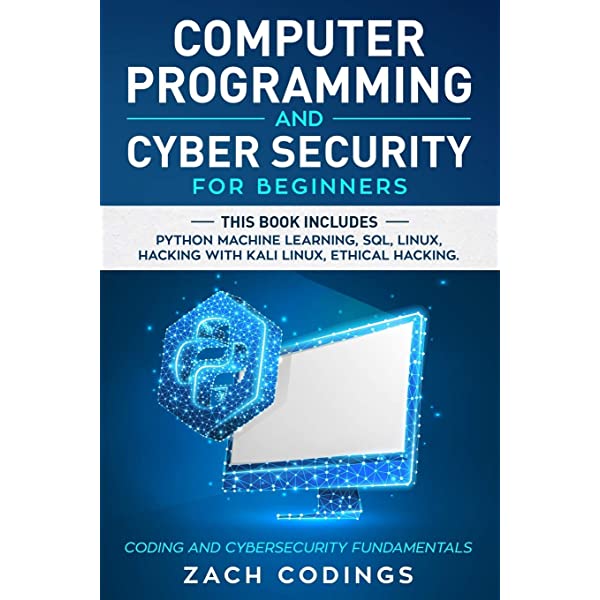 COMPUTER
PROGRAMMING
AND
CYBER SECURITY
FOR BEGINNERS
THIS BOOK INCLUDES
PYTHON MACHINE LEARNING, SQL, LINUX,
HACKING WITH KALI LINUX, ETHICAL HACKING.
CODING AND CYBERSECURITY FUNDAMENTALS
ZACH CODINGS